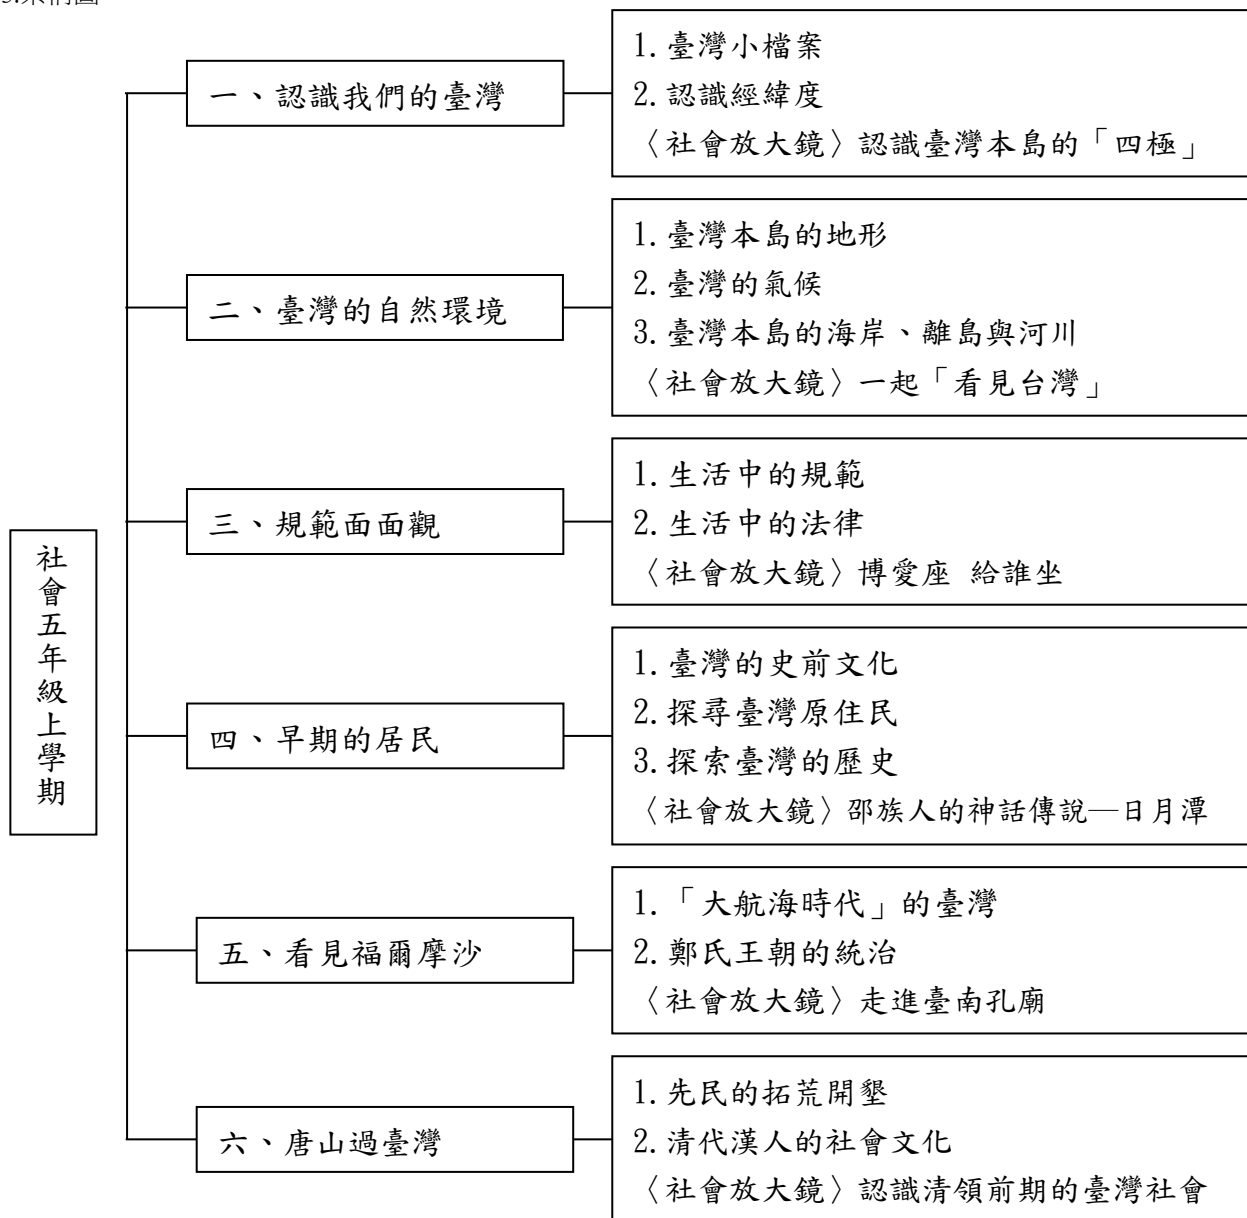 社會五年級上學期
一、認識我們的臺灣
1.臺灣小檔案
2.認識經緯度
〈社會放大鏡〉認識臺灣本島的「四極」
二、臺灣的自然環境
1.臺灣本島的地形
2.臺灣的氣候
3.臺灣本島的海岸、離島與河川
〈社會放大鏡〉一起「看見台灣」
三、規範面面觀
1.生活中的規範
2.生活中的法律
〈社會放大鏡〉博愛座 給誰坐
四、早期的居民
1.臺灣的史前文化
2.探尋臺灣原住民
3.探索臺灣的歷史
〈社會放大鏡〉邵族人的神話傳說—日月潭
五、看見福爾摩沙
1.「大航海時代」的臺灣
2.鄭氏王朝的統治
〈社會放大鏡〉走進臺南孔廟
六、唐山過臺灣
1.先民的拓荒開墾
2.清代漢人的社會文化
〈社會放大鏡〉認識清領前期的臺灣社會